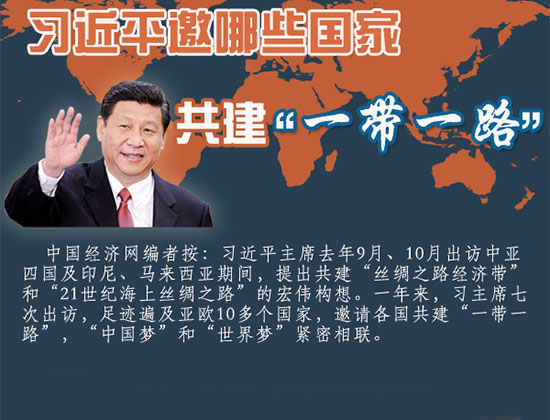 习近平邀哪些国家
共建“一带一路”
中国经济网编者按：习近平主席去年9月、10月出访中亚
四国及印尼、马来西亚期间，提出共建“丝绸之路经济带”
和“21世纪海上丝绸之路”的宏伟构想。一年来，习主席七
次出访，足迹遍及亚欧10多个国家，邀请各国共建“一带一
路”，“中国梦”和“世界梦”紧密相联。